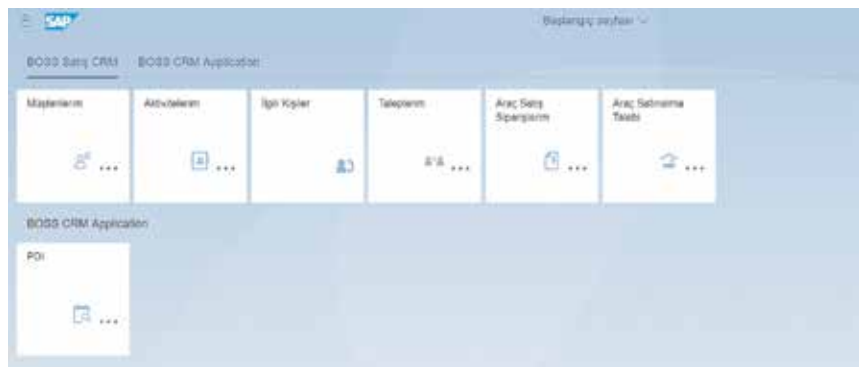 SAP
Başlangıç sayfası
BOSS Satış CRM BOSS CRM Application
Müşterilerim
Aktivitelerim
İlgili Kişiler
Taleplerim
Araç Satış
Siparişlerim
Araç Satınalma
Talebi
BOSS CRM Application
PDI